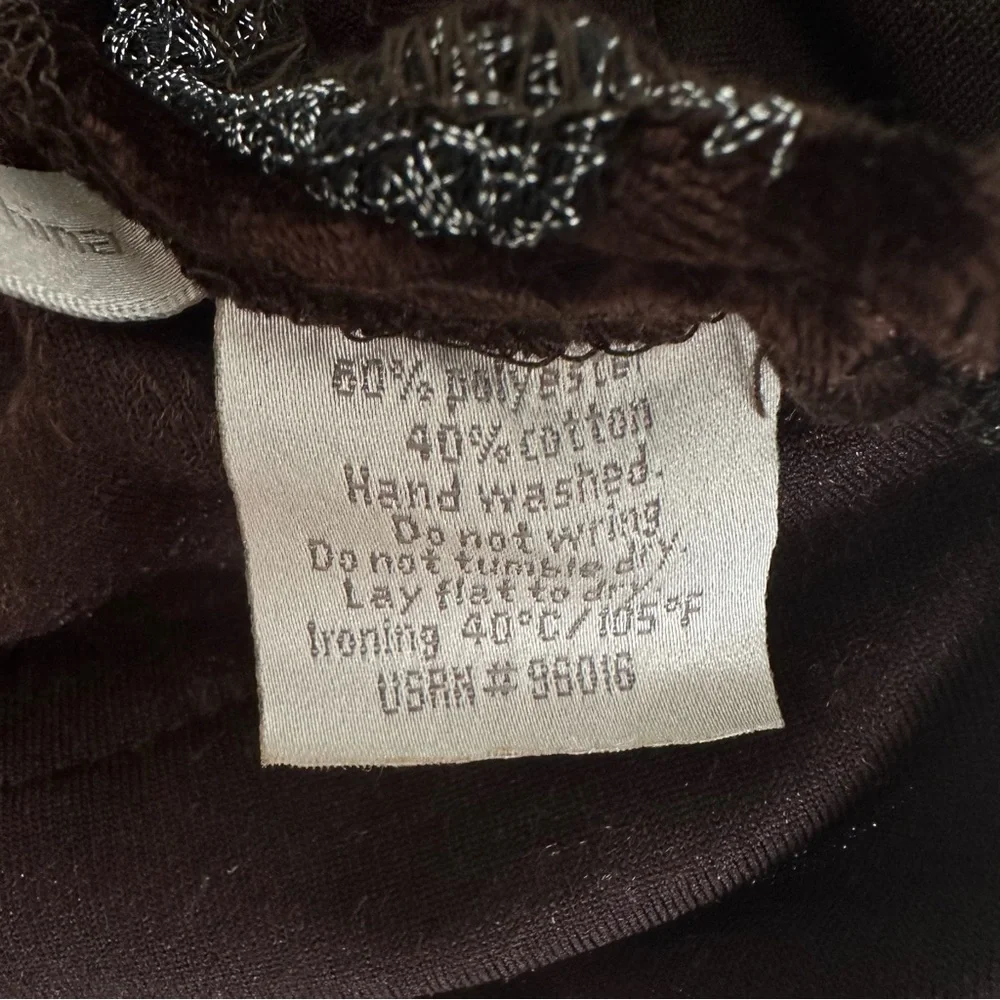 60% polyester
40% cotton
Hand washed.
Do not wring.
Do not tumble dry.
Lay flat to dry
Ironing 40°C/105°F
USRN # 96016